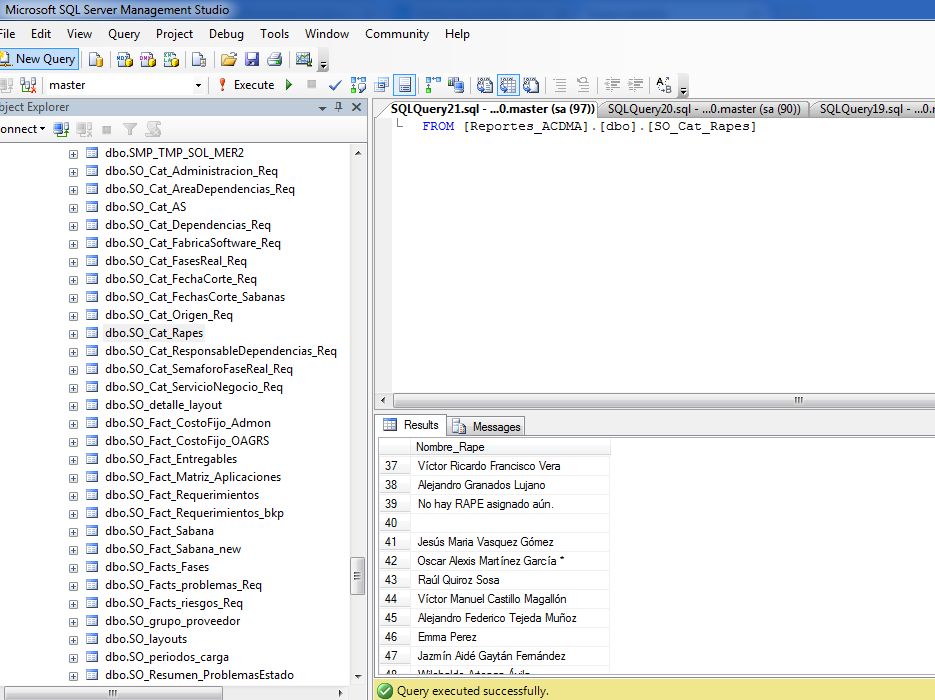 Microsoft SQL Server Management Studio
File Edit View Query Project Debug Tools Window Community Help
New Query
master Execute
bject Explorer
onnect
SQLQuery21.sql - ...0.master (sa (97)) SQLQuery20.sql - ...0.master (sa (90)) SQLQuery19.sql - ...0.
FROM [Reportes_ACDMA].[dbo].[SO_Cat_Rapes]
dbo.SMP_TMP_SOL_MER2
dbo.SO_Cat_Administracion_Req
dbo.SO_Cat_AreaDependencias_Req
dbo.SO_Cat_AS
dbo.SO_Cat_Dependencias_Req
dbo.SO_Cat_FabricaSoftware_Req
dbo.SO_Cat_FasesReal_Req
dbo.SO_Cat_FechaCorte_Req
dbo.SO_Cat_FechasCorte_Sabanas
dbo.SO_Cat_Origen_Req
dbo.SO_Cat_Rapes
dbo.SO_Cat_ResponsableDependencias_Req
dbo.SO_Cat_SemaforoFaseReal_Req
dbo.SO_Cat_ServicioNegocio_Req
dbo.SO_detalle_layout
dbo.SO_Fact_CostoFijo_Admon
dbo.SO_Fact_CostoFijo_OAGRS
dbo.SO_Fact_Entregables
dbo.SO_Fact_Matriz_Aplicaciones
dbo.SO_Fact_Requerimientos
dbo.SO_Fact_Requerimientos_bkp
dbo.SO_Fact_Sabana
dbo.SO_Fact_Sabana_new
dbo.SO_Facts_Fases
dbo.SO_Facts_problemas_Req
dbo.SO_Facts_riesgos_Req
dbo.SO_grupo_proveedor
dbo.SO_layouts
dbo.SO_periodos_carga
dbo.SO_Resumen_ProblemasEstado
Results Messages
Nombre_Rape
37 Víctor Ricardo Francisco Vera
38 Alejandro Granados Lujano
39 No hay RAPE asignado aún.
40
41 Jesús Maria Vasquez Gómez
42 Oscar Alexis Martínez García *
43 Raúl Quiroz Sosa
44 Víctor Manuel Castillo Magallón
45 Alejandro Federico Tejeda Muñoz
46 Emma Perez
47 Jazmín Aidé Gaytán Fernández
48
Query executed successfully.